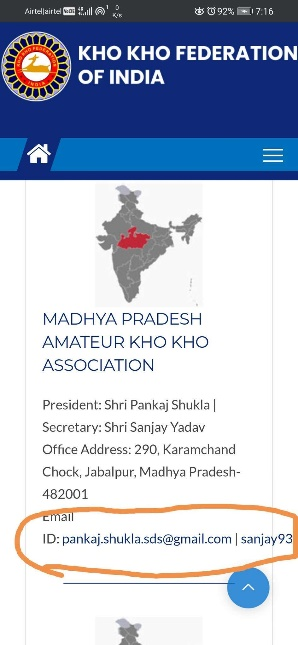 Airtel|airtel 92% 7:16
KHO KHO FEDERATION
OF INDIA
MADHYA PRADESH
AMATEUR KHO KHO
ASSOCIATION
President: Shri Pankaj Shukla |
Secretary: Shri Sanjay Yadav
Office Address: 290, Karamchand
Chock, Jabalpur, Madhya Pradesh-
482001
Email
ID: pankaj.shukla.sds@gmail.com | sanjay93